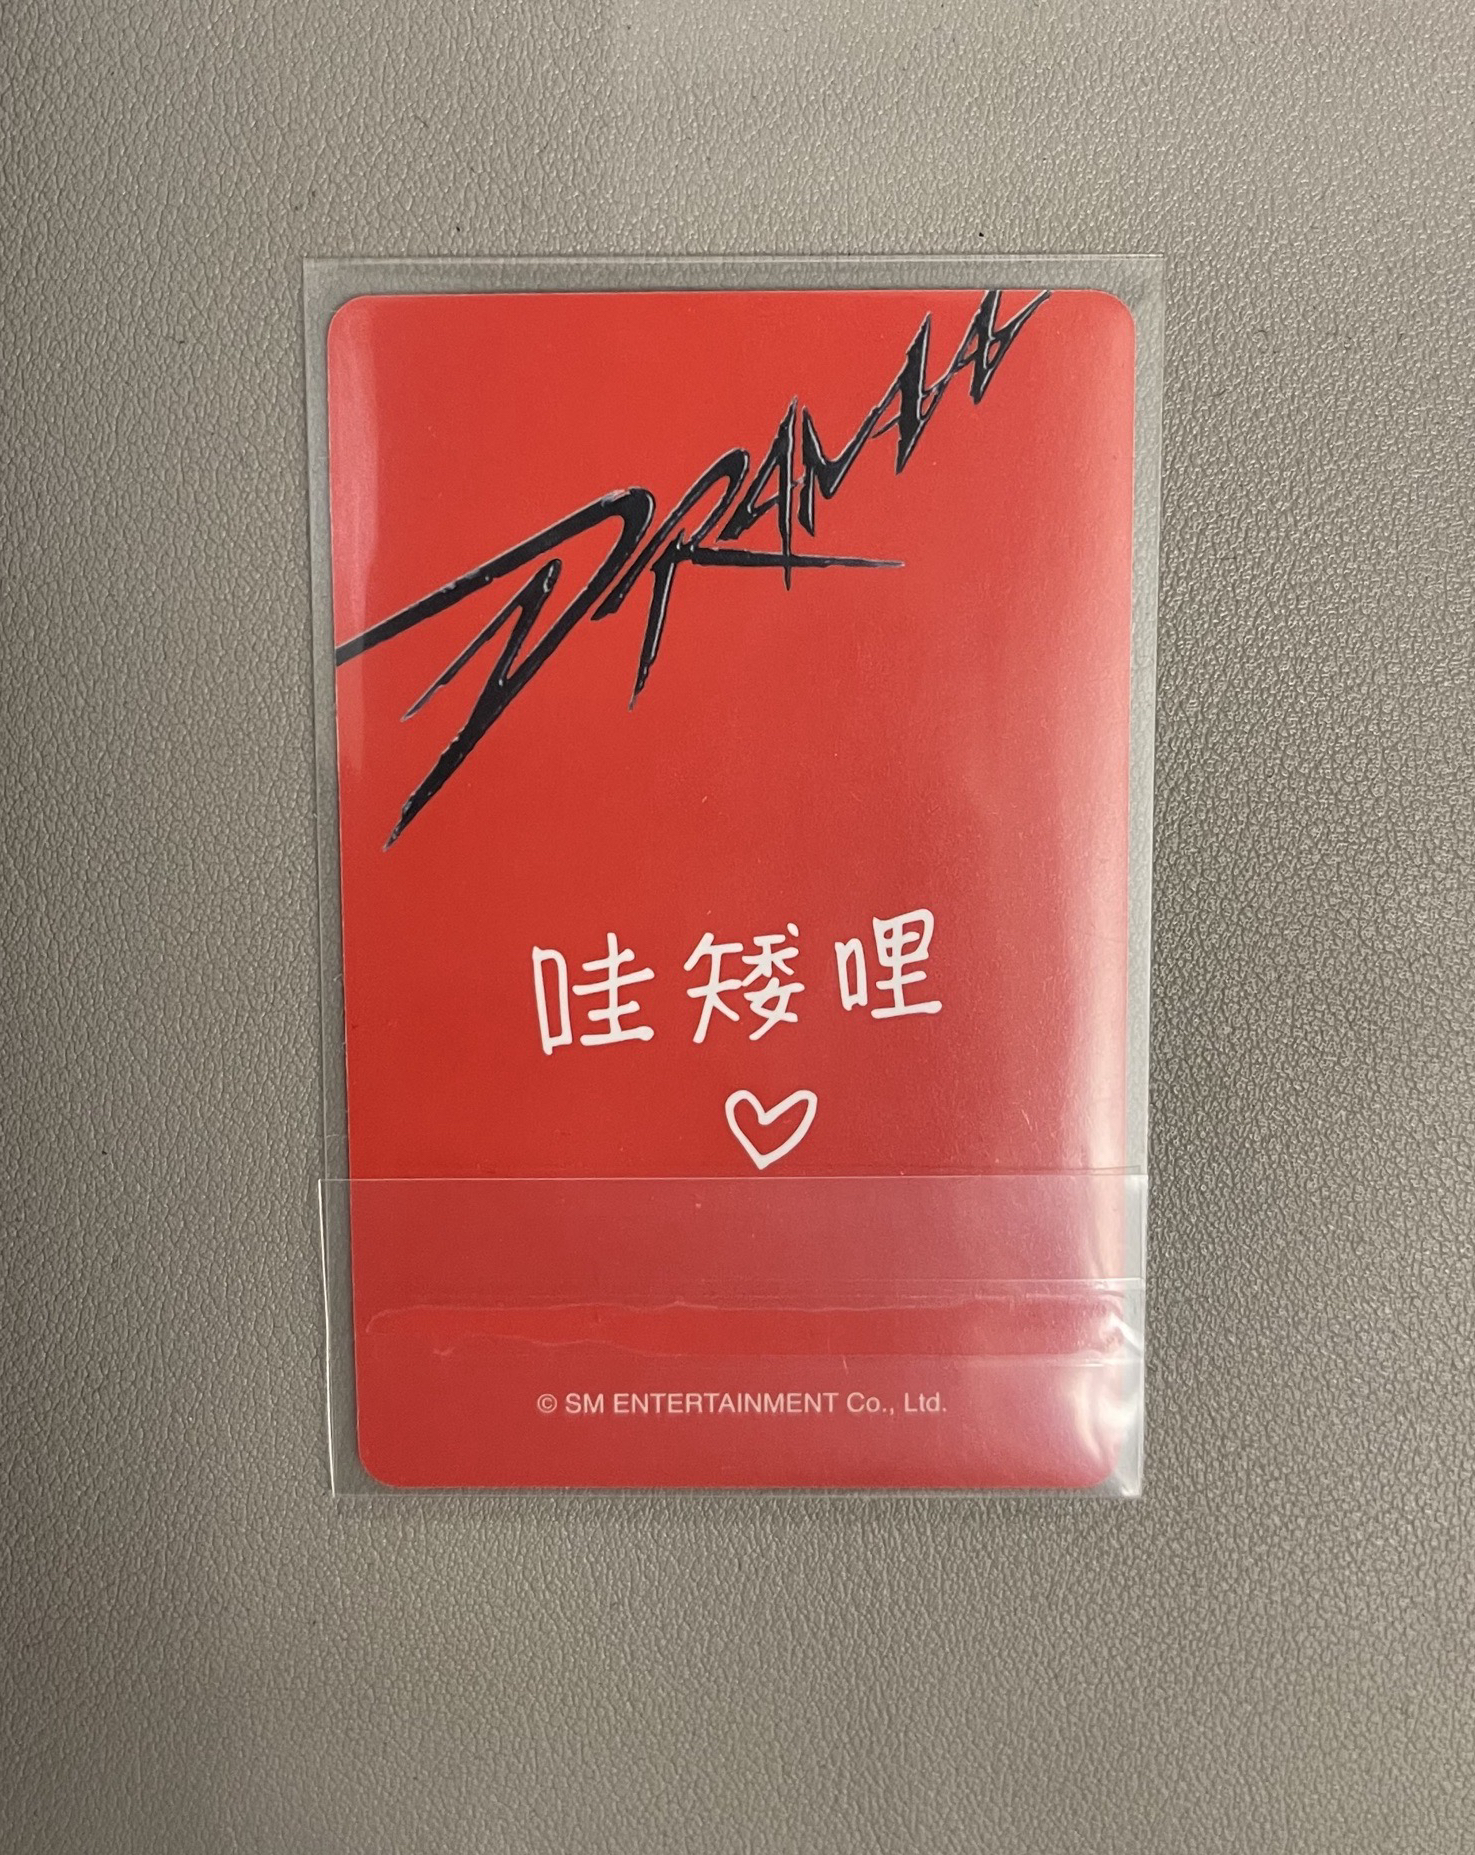 DRAMA
哇矮哩
© SM ENTERTAINMENT Co., Ltd.